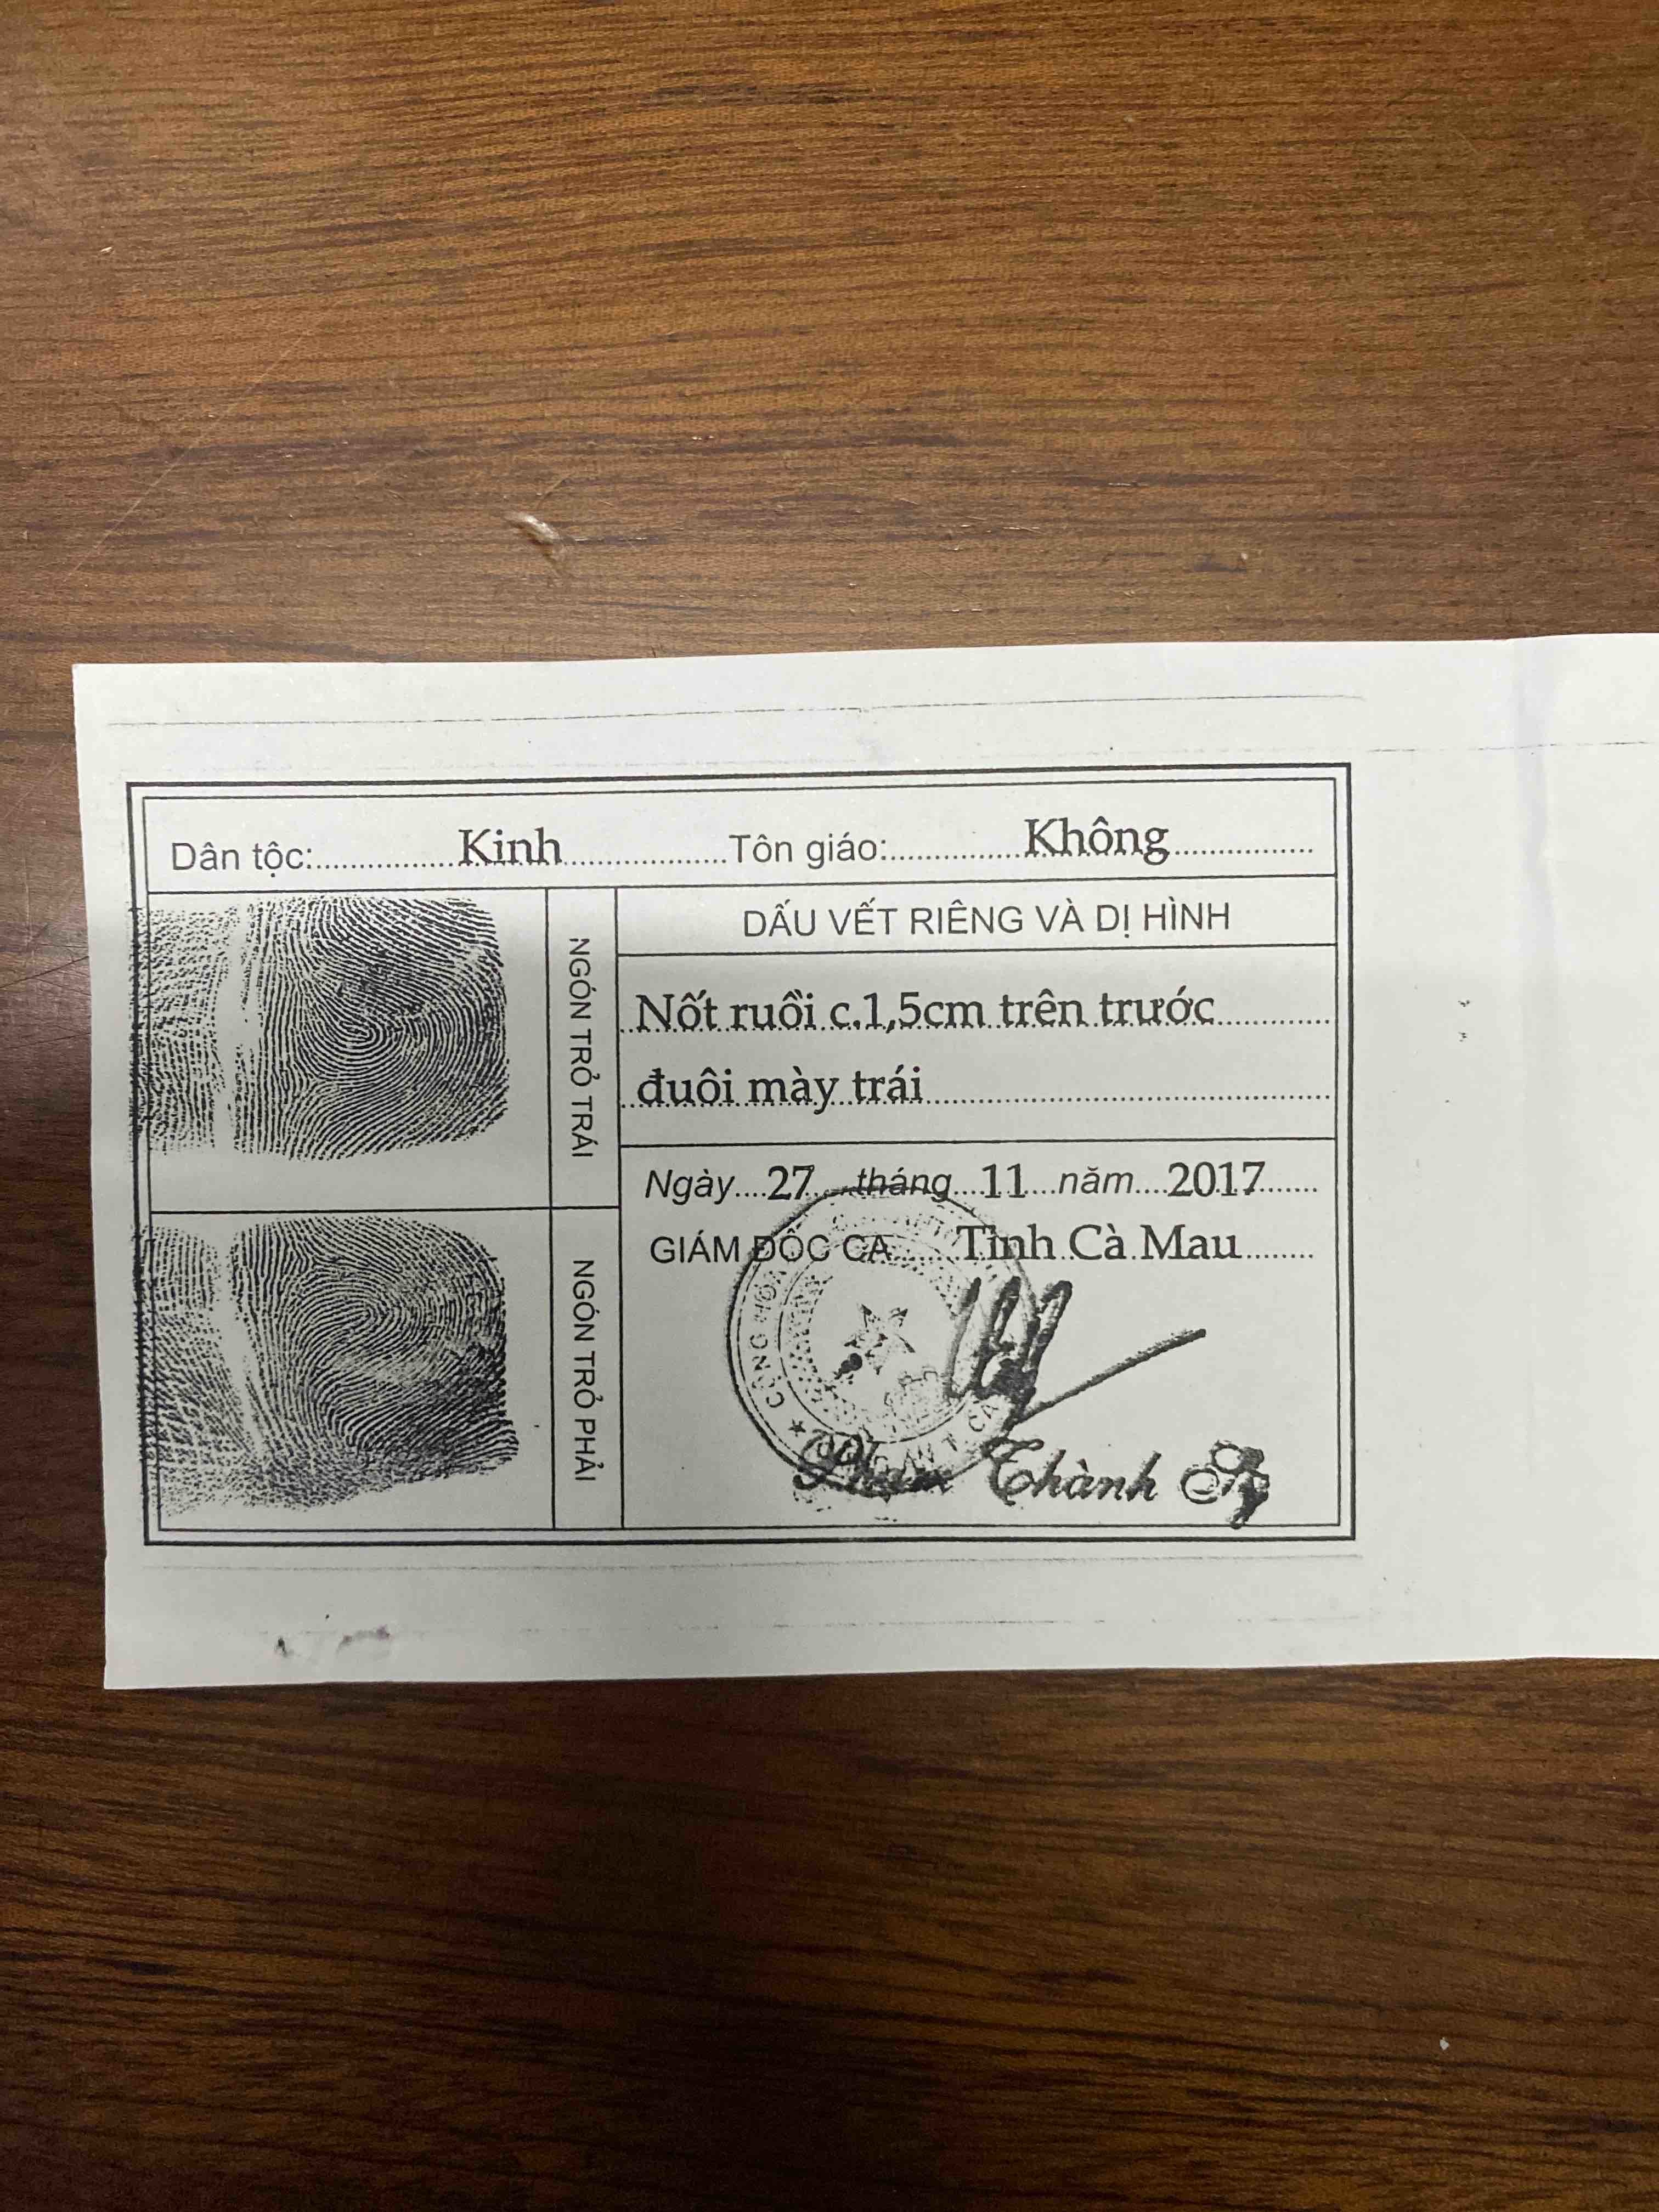 Dân tộc: Kinh Tôn giáo: Không
NGÓN TRỎ TRÁI
DẤU VẾT RIÊNG VÀ DỊ HÌNH
Nốt ruồi c.1,5cm trên trước
đuôi mày trái
Ngày 27 tháng 11 năm 2017
GIÁM ĐỐC CA Tỉnh Cà Mau
NGÓN TRỎ PHẢI
CÔNG
Thành